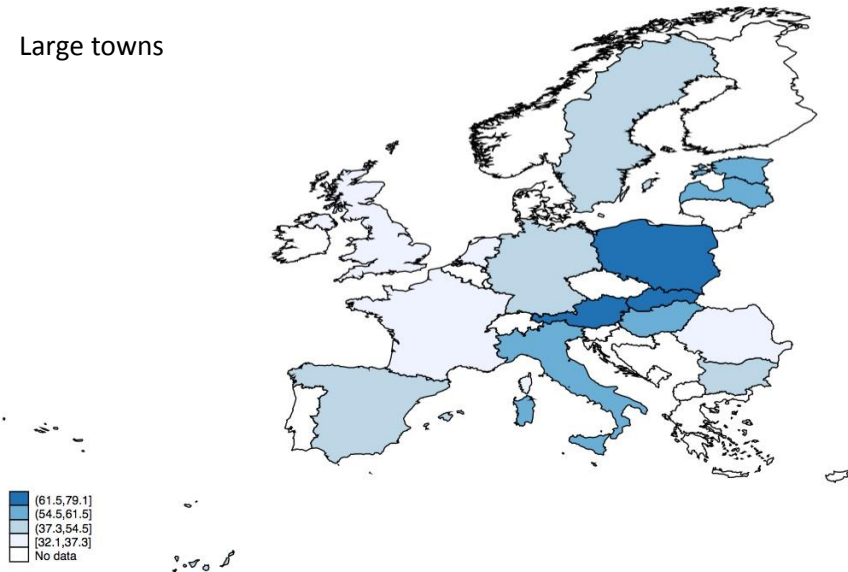 Large towns
(61.5,79.1]
(54.5,61.5]
(37.3,54.5]
[32.1,37.3]
No data